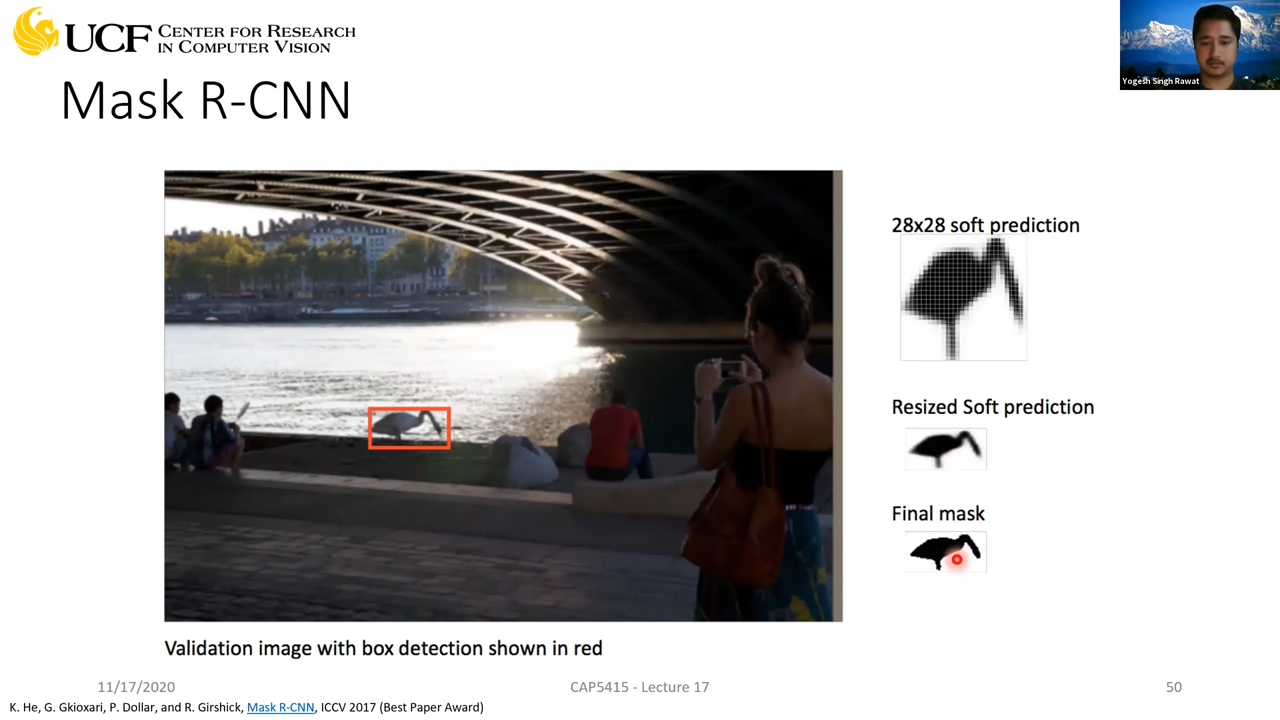 UCF CENTER FOR RESEARCH
IN COMPUTER VISION
Yogesh Singh Rawat
Mask R-CNN
28x28 soft prediction
Resized Soft prediction
Final mask
Validation image with box detection shown in red
11/17/2020
CAP5415 - Lecture 17
50
K. He, G. Gkioxari, P. Dollar, and R. Girshick, Mask R-CNN, ICCV 2017 (Best Paper Award)